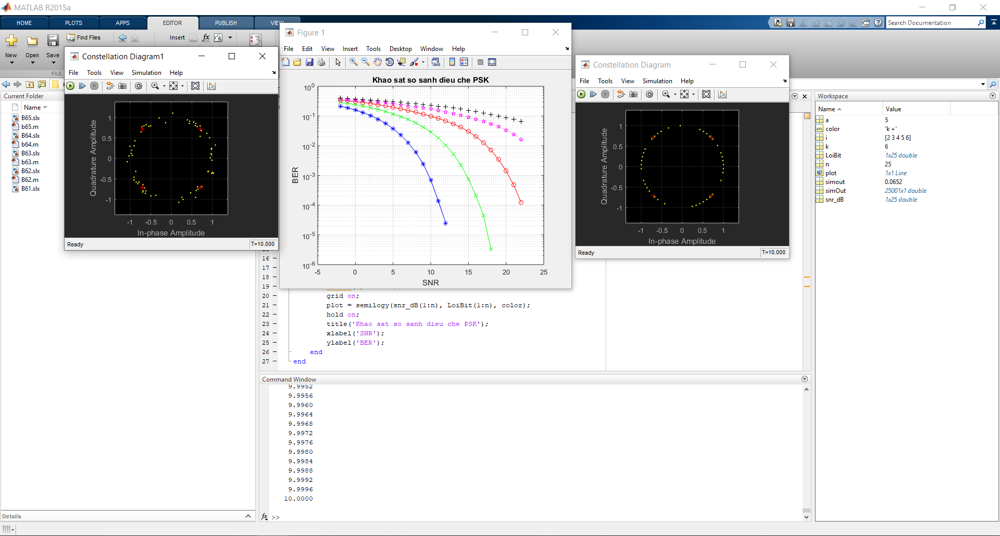 MATLAB R2015a
HOME PLOTS APPS EDITOR PUBLISH VIEW
Search Documentation
New Open Save Find Files Insert fx
FILE
Current Folder
Name
B65.slx
b65.m
B64.slx
b64.m
B63.slx
b63.m
B62.slx
B62.m
B61.slx
Details
Constellation Diagram1
File Tools View Simulation Help
Quadrature Amplitude
1
0.5
0
-0.5
-1
-1 -0.5 0 0.5 1
In-phase Amplitude
Ready T=10.000
Figure 1
File Edit View Insert Tools Desktop Window Help
Khao sat so sanh dieu che PSK
BER
10^0
10^-1
10^-2
10^-3
10^-4
10^-5
10^-6
-5 0 5 10 15 20 25
SNR
Constellation Diagram
File Tools View Simulation Help
Quadrature Amplitude
1
0.5
0
-0.5
-1
-1 -0.5 0 0.5 1
In-phase Amplitude
Ready T=10.000
16 -
17 -
18 -
19 -
20 - grid on;
21 - plot = semilogy(snr_dB(1:n), LoiBit(1:n), color);
22 - hold on;
23 - title('Khao sat so sanh dieu che PSK');
24 - xlabel('SNR');
25 - ylabel('BER');
26 - end
27 - end
Command Window
9.9952
9.9956
9.9960
9.9964
9.9968
9.9972
9.9976
9.9980
9.9984
9.9988
9.9992
9.9996
10.0000
fx >>
Workspace
Name Value
a 5
abc color 'k +'
i [2 3 4 5 6]
k 6
LoiBit 1x25 double
n 25
plot 1x1 Line
simout 0.0652
simOut 25001x1 double
snr_dB 1x25 double